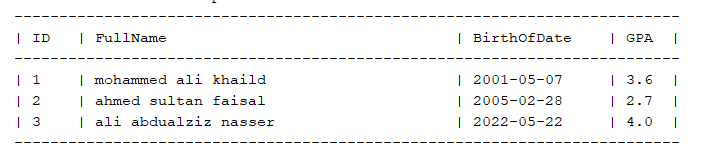 | ID | FullName | BirthOfDate | GPA |
| 1 | mohammed ali khaild | 2001-05-07 | 3.6 |
| 2 | ahmed sultan faisal | 2005-02-28 | 2.7 |
| 3 | ali abdualziz nasser | 2022-05-22 | 4.0 |